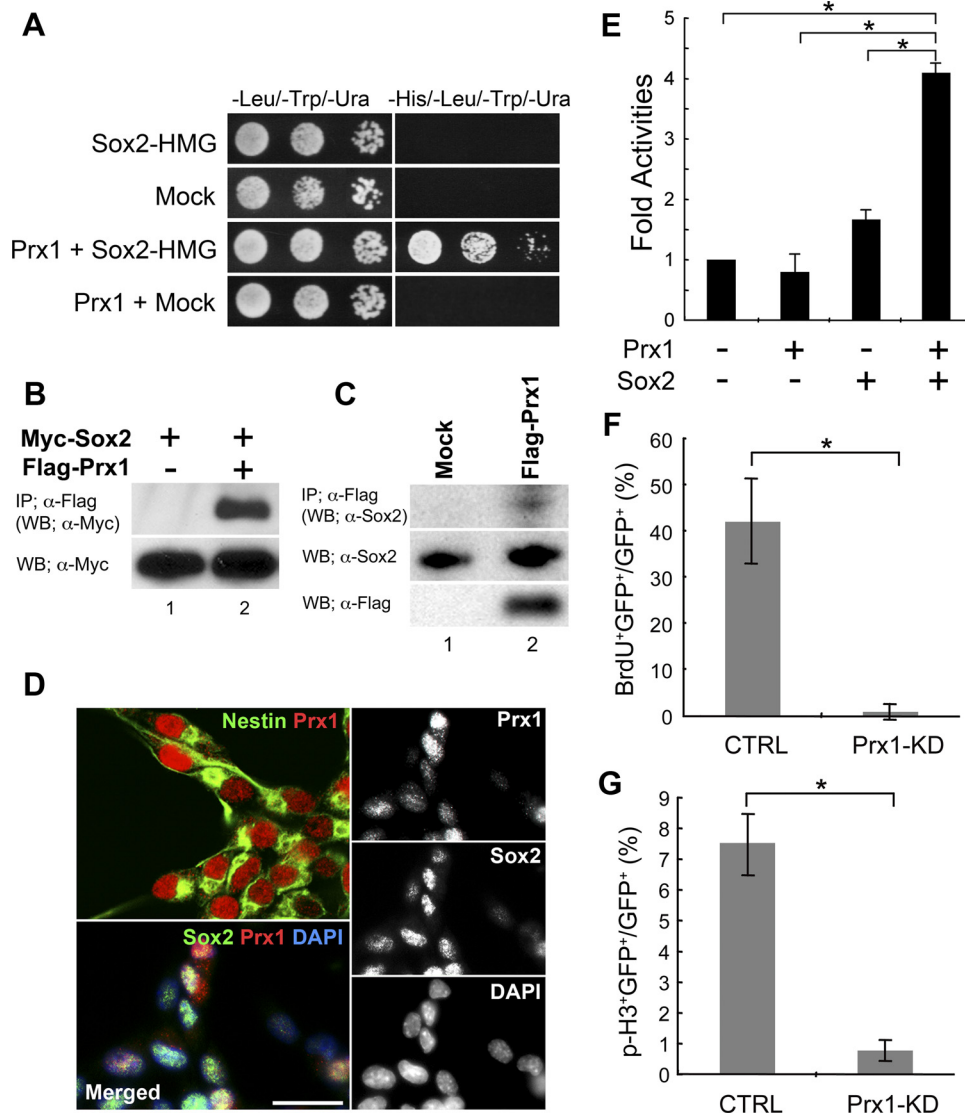 A
-Leu/-Trp/-Ura -His/-Leu/-Trp/-Ura
Sox2-HMG
Mock
Prx1 + Sox2-HMG
Prx1 + Mock
B
Myc-Sox2 + +
Flag-Prx1 - +
IP; α-Flag
(WB; α-Myc)
WB; α-Myc
1 2
C
Mock
Flag-Prx1
IP; α-Flag
(WB; α-Sox2)
WB; α-Sox2
WB; α-Flag
1 2
D
Nestin Prx1
Sox2 Prx1 DAPI
Merged
Prx1
Sox2
DAPI
E
*
*
*
Fold Activities
5
4
3
2
1
0
Prx1 - + - +
Sox2 - - + +
F
*
BrdU⁺GFP⁺/GFP⁺ (%)
60
50
40
30
20
10
0
CTRL Prx1-KD
G
*
p-H3⁺GFP⁺/GFP⁺ (%)
9
8
7
6
5
4
3
2
1
0
CTRL Prx1-KD